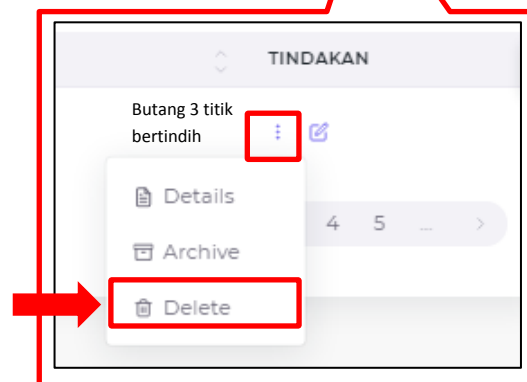 TINDAKAN
Butang 3 titik
bertindih
Details
4 5 ...
Archive
Delete